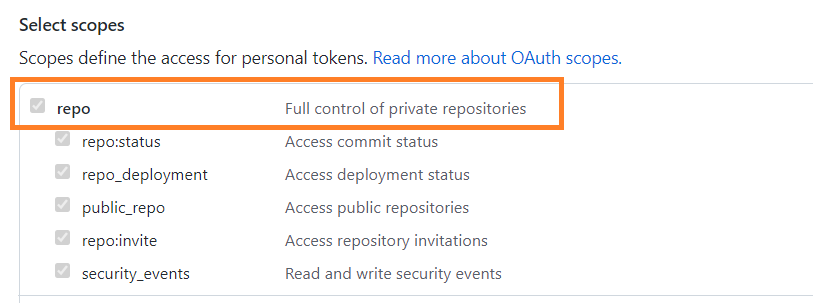 Select scopes
Scopes define the access for personal tokens. Read more about OAuth scopes.
repo Full control of private repositories
repo:status Access commit status
repo_deployment Access deployment status
public_repo Access public repositories
repo:invite Access repository invitations
security_events Read and write security events